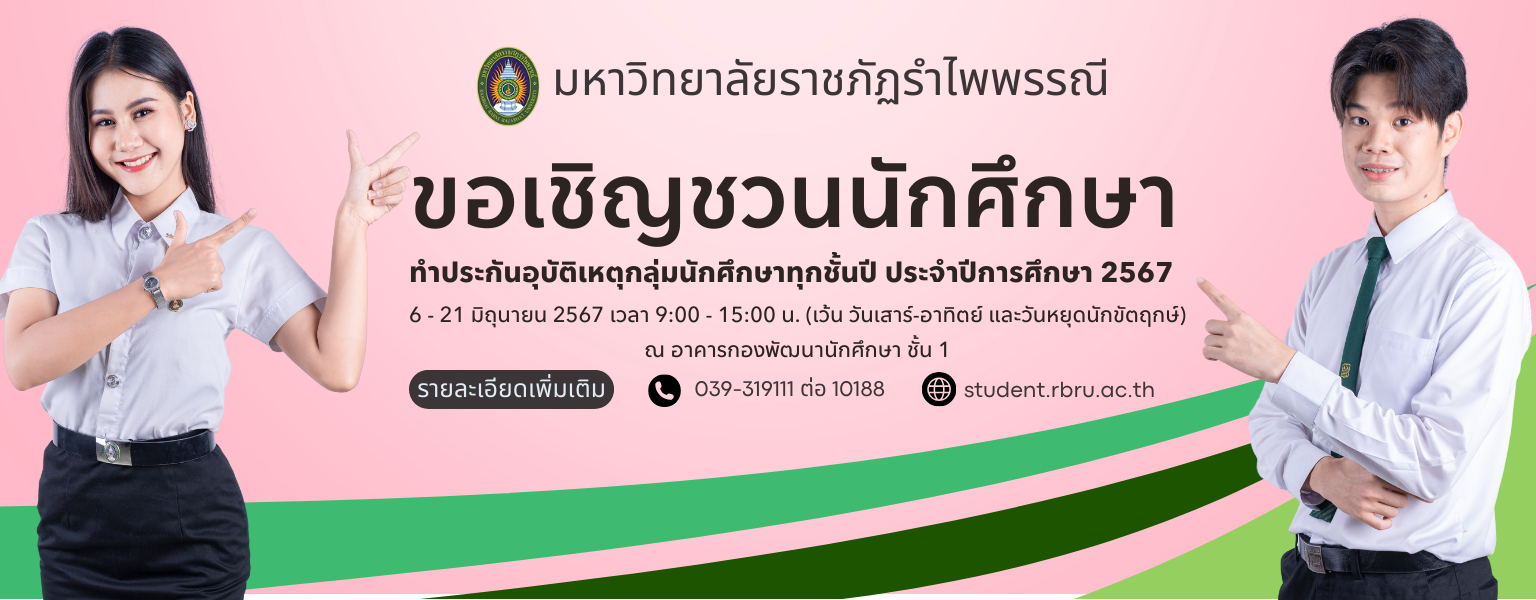 มหาวิทยาลัยราชภัฏรำไพพรรณี
ขอเชิญชวนนักศึกษา
ทำประกันอุบัติเหตุกลุ่มนักศึกษาทุกชั้นปี ประจำปีการศึกษา 2567
6 - 21 มิถุนายน 2567 เวลา 9:00 - 15:00 น. (เว้น วันเสาร์-อาทิตย์ และวันหยุดนักขัตฤกษ์)
ณ อาคารกองพัฒนานักศึกษา ชั้น 1
รายละเอียดเพิ่มเติม 039-319111 ต่อ 10188 student.rbru.ac.th